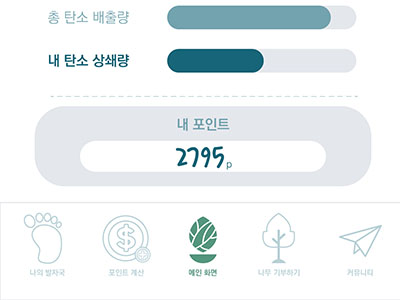 총 탄소 배출량
내 탄소 상쇄량
내 포인트
2795 p
나의 발자국
포인트 계산
메인 화면
나무 기부하기
커뮤니티